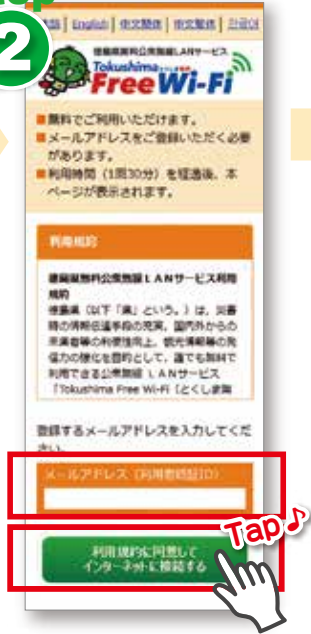 2
English | 中文簡体 | 中文繁体 |
徳島県無料公衆無線LANサービス
Tokushima
Free Wi-Fi
■無料でご利用いただけます。
■メールアドレスをご登録いただく必要
があります。
■利用時間（1回30分）を経過後、本
ページが表示されます。
利用規約
徳島県無料公衆無線LANサービス利用
規約
徳島県（以下「県」という。）は、災害
時の情報伝達手段の充実、国内外からの
来県者等の利便性向上、観光情報等の発
信力の強化を目的として、誰でも無料で
利用できる公衆無線LANサービス
「Tokushima Free Wi-Fi（とくしま無
登録するメールアドレスを入力してくだ
さい。
メールアドレス（利用者認証ID）
Tap♪
利用規約に同意して
インターネットに接続する